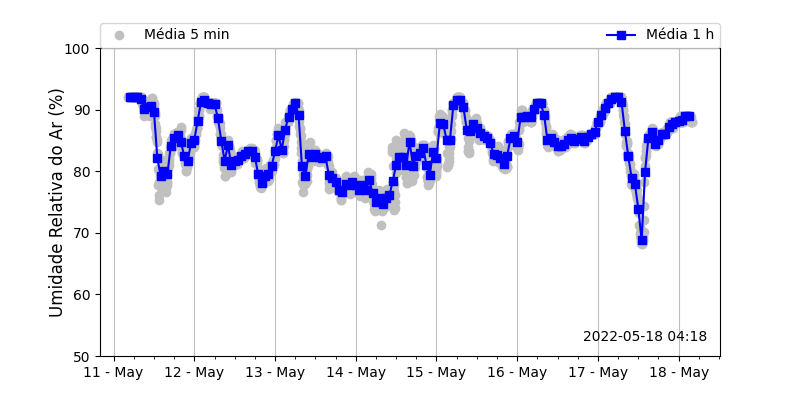 Média 5 min
Média 1 h
Umidade Relativa do Ar (%)
100
90
80
70
60
50
2022-05-18 04:18
11 - May
12 - May
13 - May
14 - May
15 - May
16 - May
17 - May
18 - May